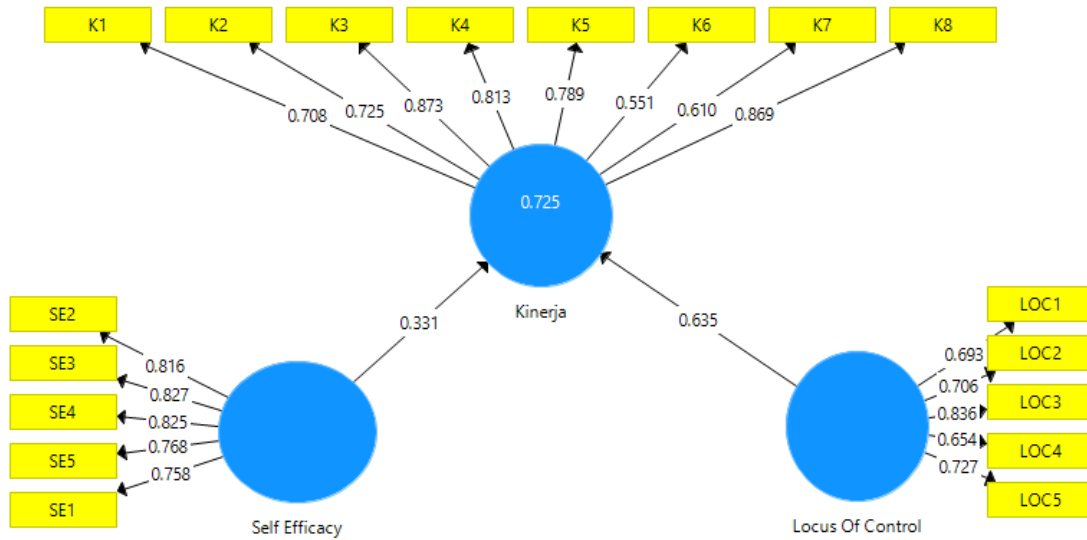 K1 K2 K3 K4 K5 K6 K7 K8
0.708 0.725 0.873 0.813 0.789 0.551 0.610 0.869
0.725
Kinerja
0.331
0.635
SE2
SE3
SE4
SE5
SE1
0.816
0.827
0.825
0.768
0.758
Self Efficacy
LOC1
LOC2
LOC3
LOC4
LOC5
0.693
0.706
0.836
0.654
0.727
Locus Of Control